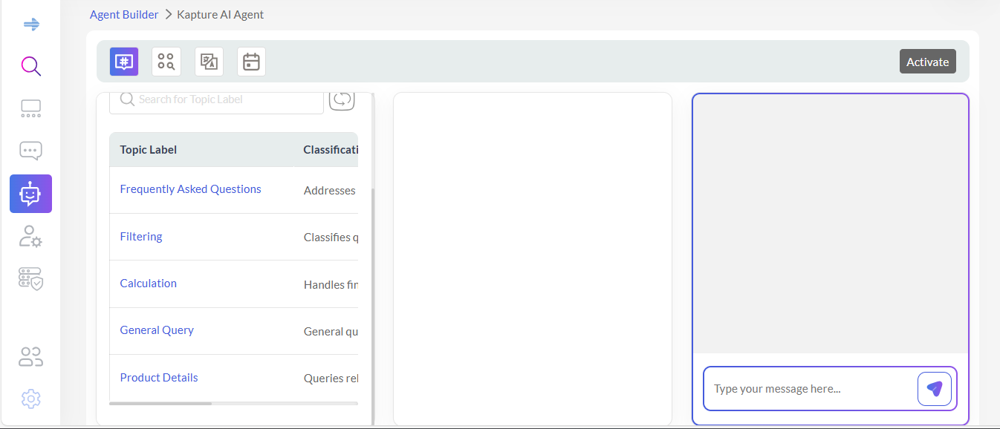 Agent Builder > Kapture AI Agent
Activate
Search for Topic Label
Topic Label Classificati
Frequently Asked Questions Addresses
Filtering Classifies q
Calculation Handles fin
General Query General qu
Product Details Queries rel
Type your message here...